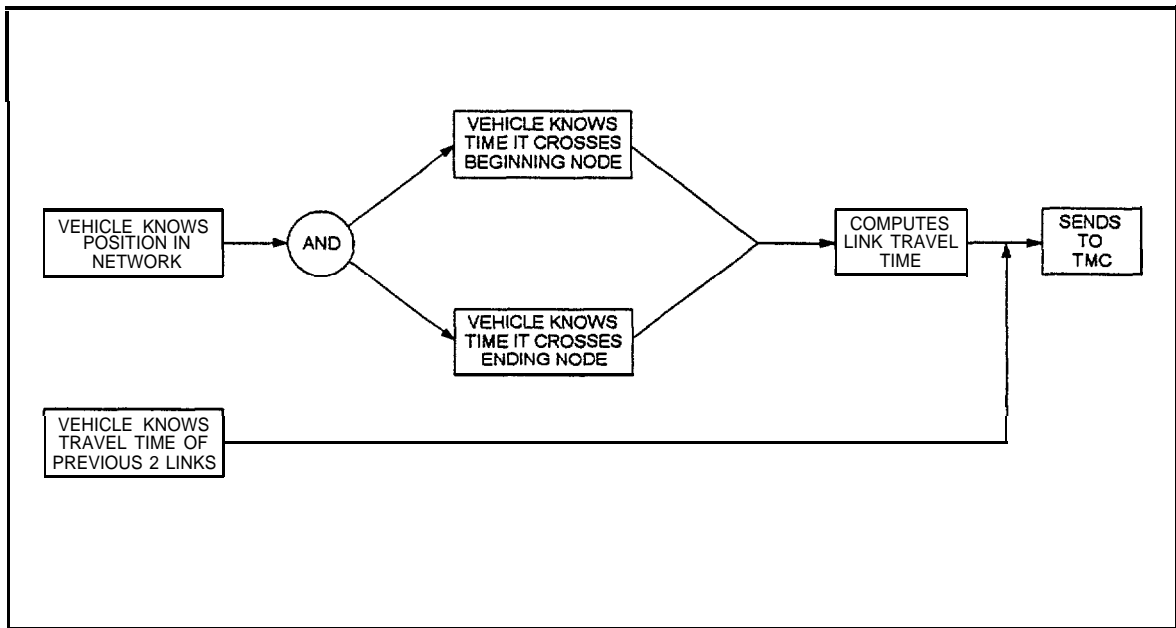 VEHICLE KNOWS
TIME IT CROSSES
BEGINNING NODE
VEHICLE KNOWS
POSITION IN
NETWORK
AND
COMPUTES
LINK TRAVEL
TIME
SENDS
TO
TMC
VEHICLE KNOWS
TIME IT CROSSES
ENDING NODE
VEHICLE KNOWS
TRAVEL TIME OF
PREVIOUS 2 LINKS